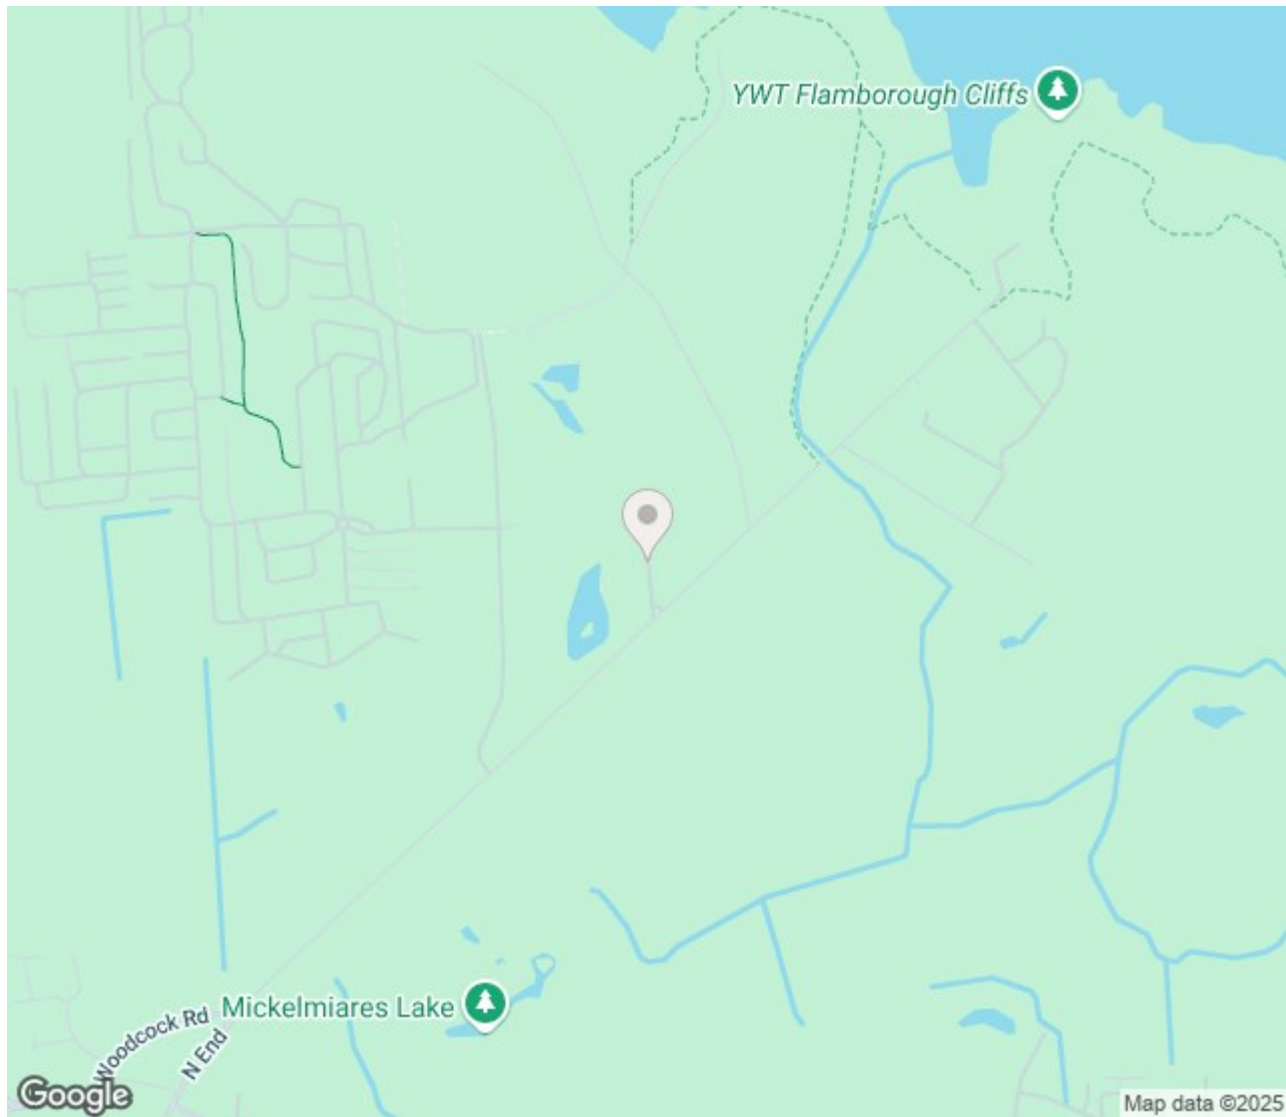 YWT Flamborough Cliffs
Mickelmiares Lake
Woodcock Rd
N End
Google
Map data ©2025